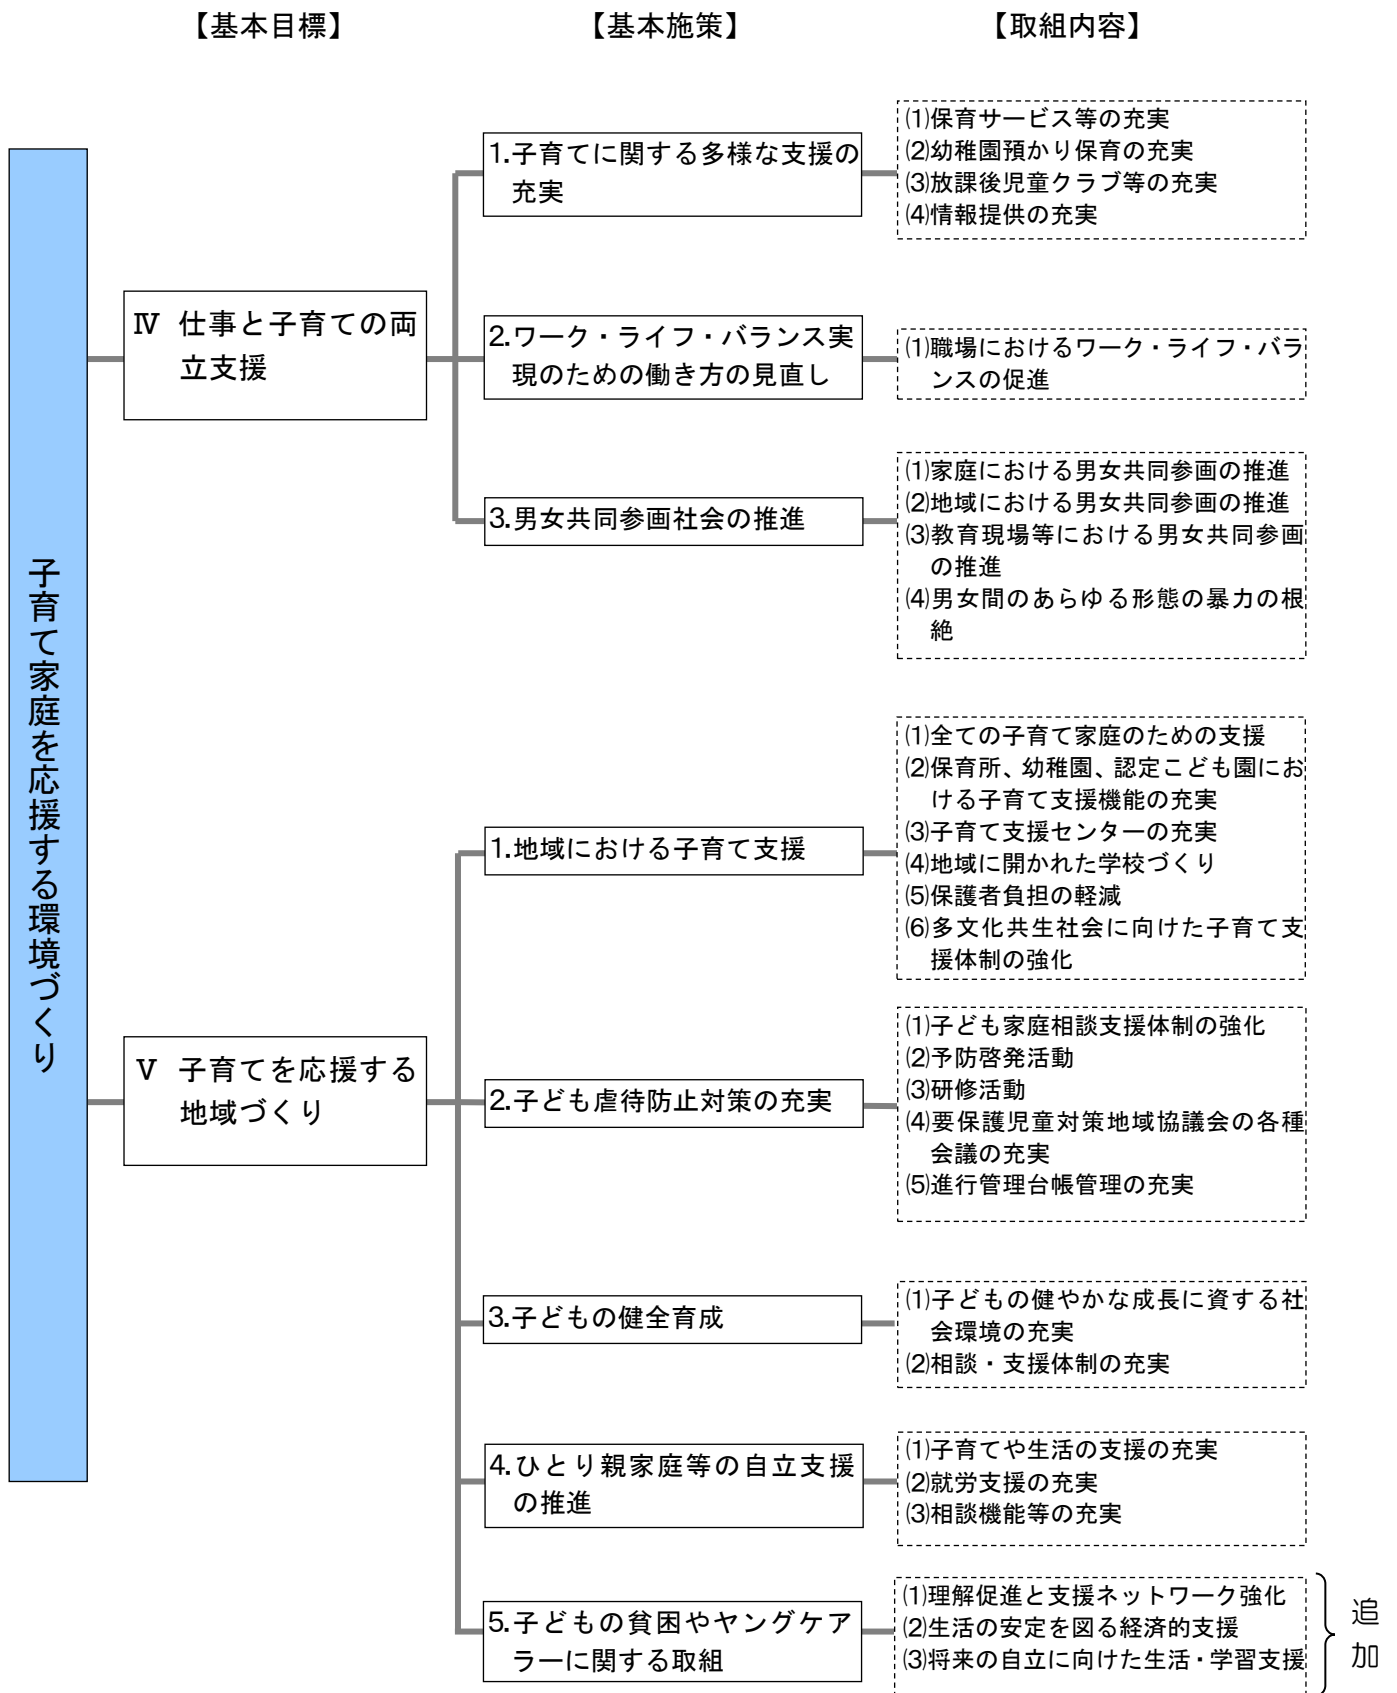 【基本目標】
【基本施策】
【取組内容】
子育て家庭を応援する環境づくり
Ⅳ 仕事と子育ての両
立支援
1.子育てに関する多様な支援の
充実
⑴保育サービス等の充実
⑵幼稚園預かり保育の充実
⑶放課後児童クラブ等の充実
⑷情報提供の充実
2.ワーク・ライフ・バランス実
現のための働き方の見直し
⑴職場におけるワーク・ライフ・バラ
ンスの促進
3.男女共同参画社会の推進
⑴家庭における男女共同参画の推進
⑵地域における男女共同参画の推進
⑶教育現場等における男女共同参画
の推進
⑷男女間のあらゆる形態の暴力の根
絶
Ⅴ 子育てを応援する
地域づくり
1.地域における子育て支援
⑴全ての子育て家庭のための支援
⑵保育所、幼稚園、認定こども園にお
ける子育て支援機能の充実
⑶子育て支援センターの充実
⑷地域に開かれた学校づくり
⑸保護者負担の軽減
⑹多文化共生社会に向けた子育て支
援体制の強化
2.子ども虐待防止対策の充実
⑴子ども家庭相談支援体制の強化
⑵予防啓発活動
⑶研修活動
⑷要保護児童対策地域協議会の各種
会議の充実
⑸進行管理台帳管理の充実
3.子どもの健全育成
⑴子どもの健やかな成長に資する社
会環境の充実
⑵相談・支援体制の充実
4.ひとり親家庭等の自立支援
の推進
⑴子育てや生活の支援の充実
⑵就労支援の充実
⑶相談機能等の充実
5.子どもの貧困やヤングケア
ラーに関する取組
⑴理解促進と支援ネットワーク強化
⑵生活の安定を図る経済的支援
⑶将来の自立に向けた生活・学習支援
追
加